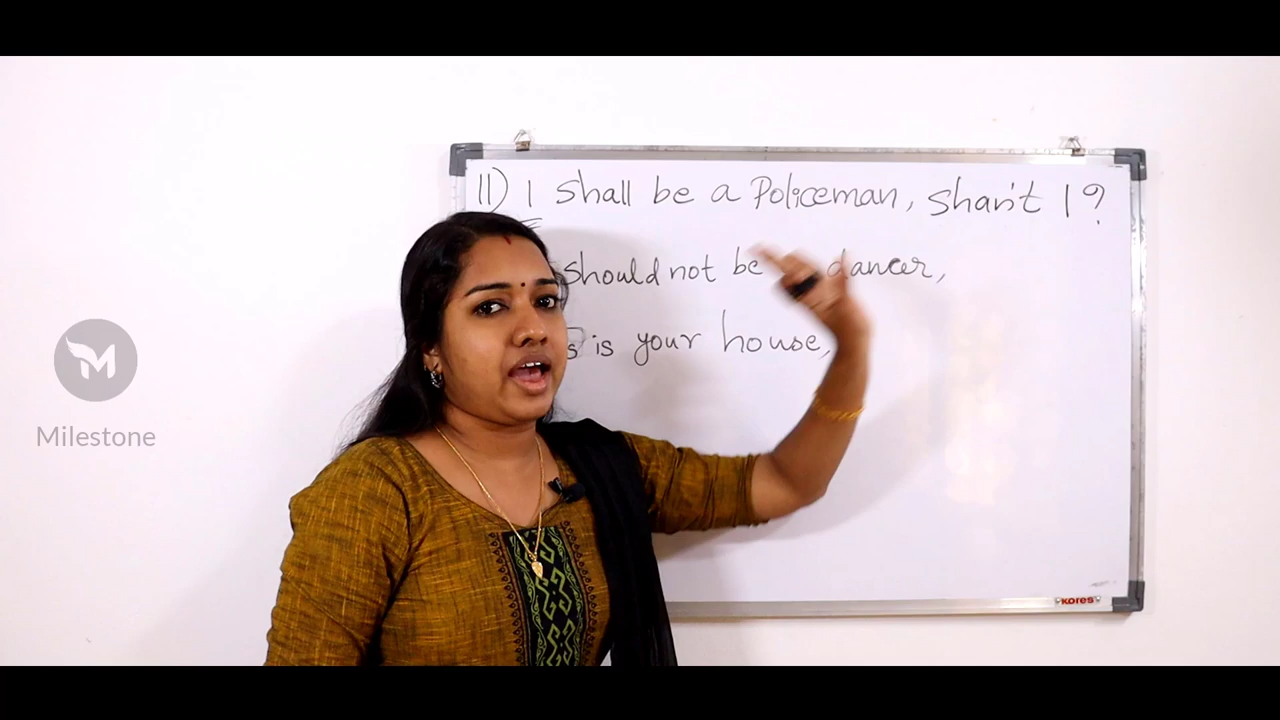 11) I shall be a Policeman, shan't I?
should not be dancer,
is your house,
Milestone
KORES